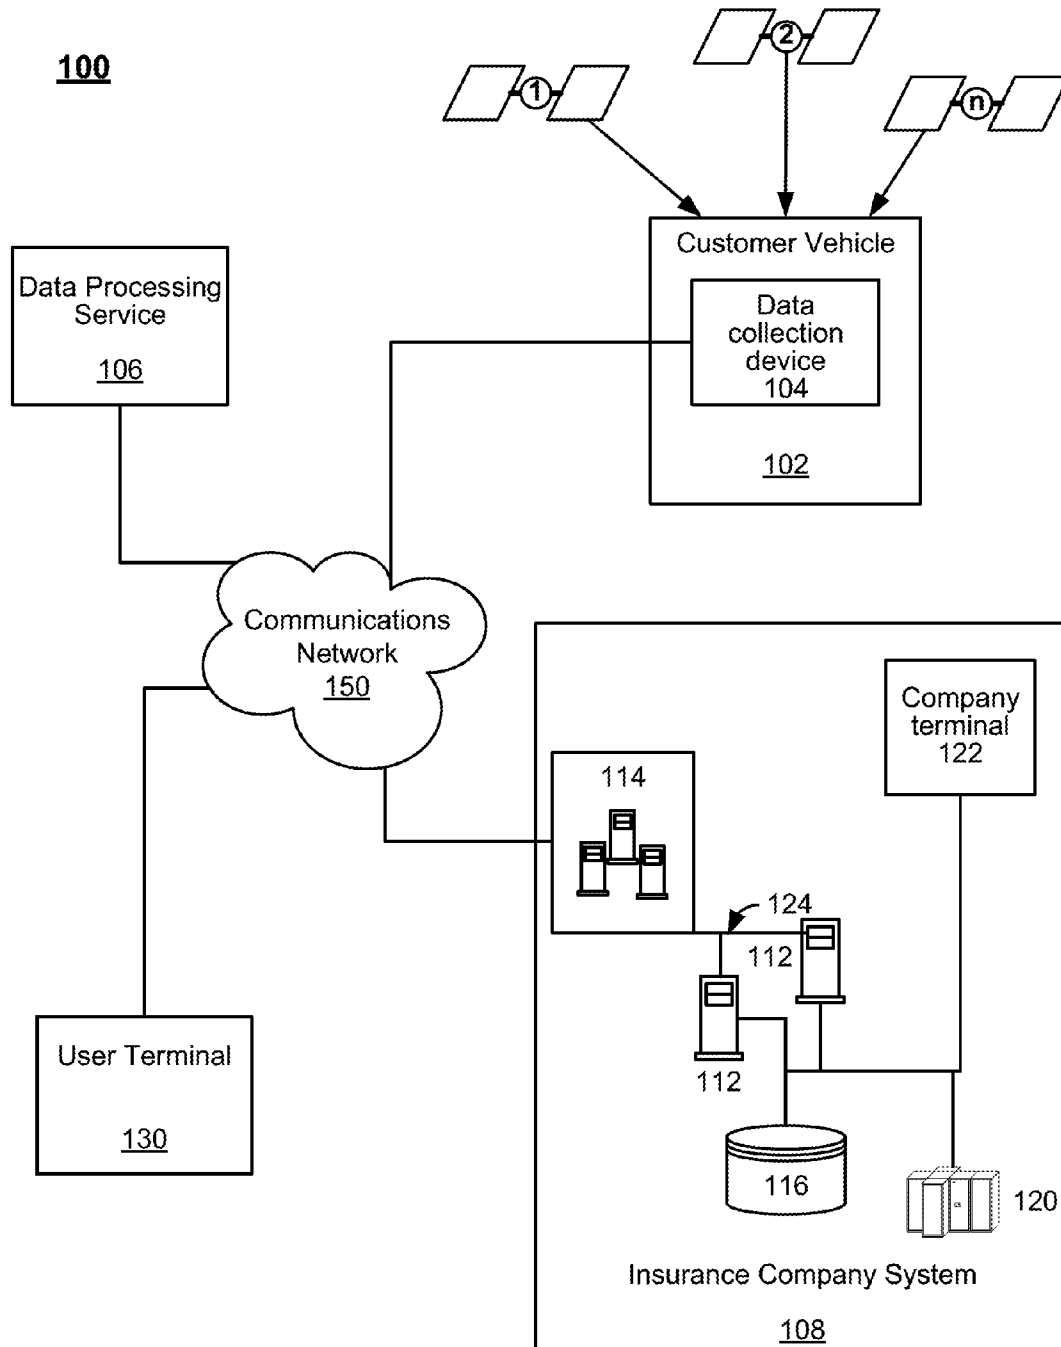 100
1
2
n
Customer Vehicle
Data
collection
device
104
102
Data Processing
Service
106
Communications
Network
150
Company
terminal
122
114
124
112
112
User Terminal
130
116
120
Insurance Company System
108